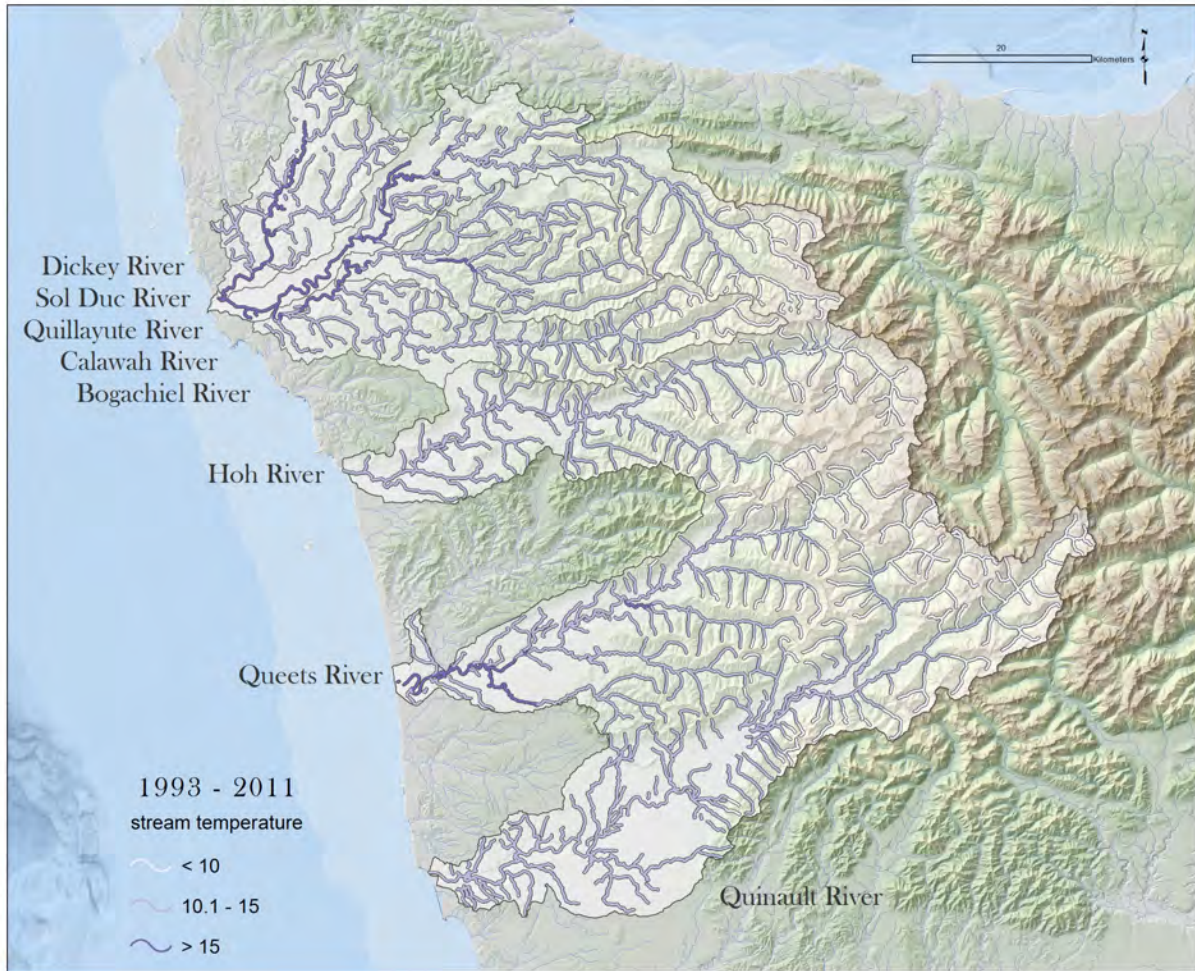 20
Kilometers
N
Dickey River
Sol Duc River
Quillayute River
Calawah River
Bogachiel River
Hoh River
Queets River
Quinault River
1993 - 2011
stream temperature
< 10
10.1 - 15
> 15